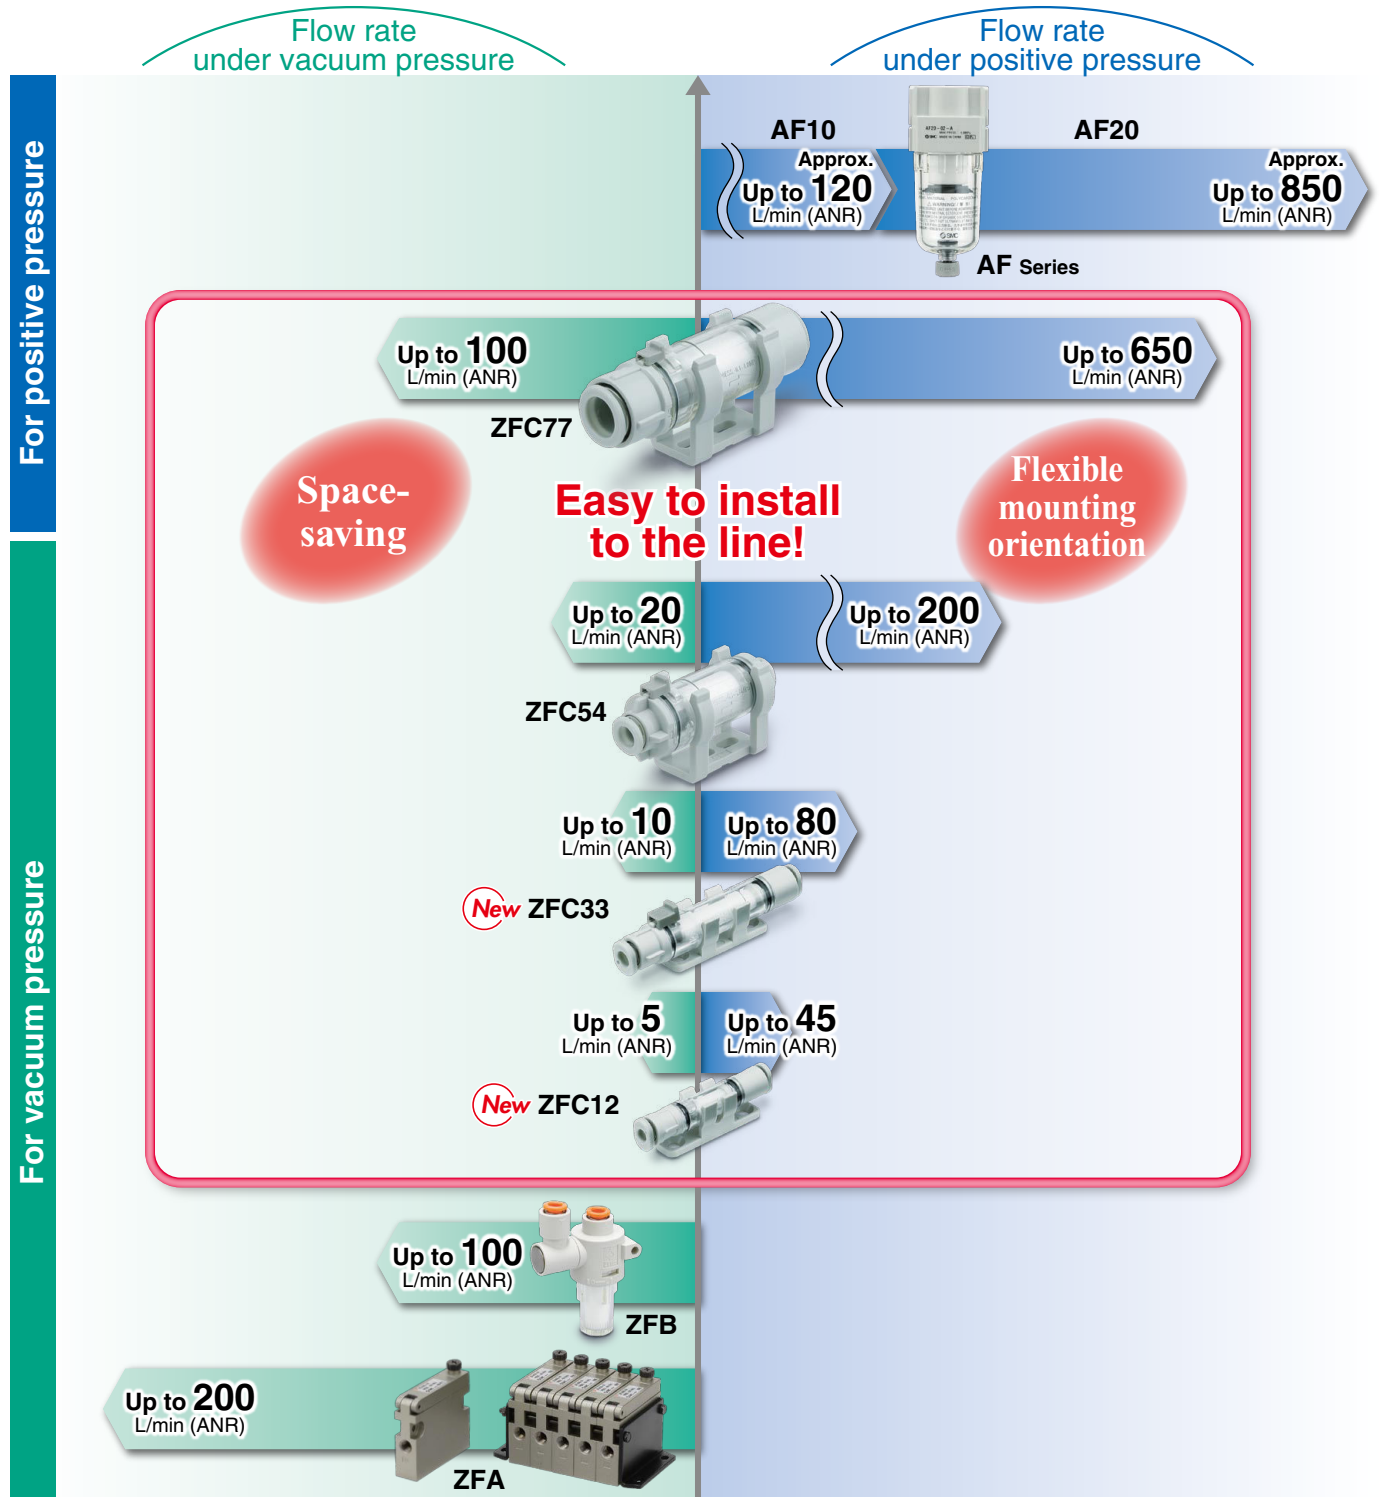 Flow rate
under vacuum pressure
Flow rate
under positive pressure
For positive pressure
AF10
AF20
AF20-02-A
SMC
Approx.
Up to 120
L/min (ANR)
Approx.
Up to 850
L/min (ANR)
SMC
AF Series
Up to 100
L/min (ANR)
Up to 650
L/min (ANR)
ZFC77
Space-
saving
Easy to install
to the line!
Flexible
mounting
orientation
For vacuum pressure
Up to 20
L/min (ANR)
Up to 200
L/min (ANR)
ZFC54
Up to 10
L/min (ANR)
Up to 80
L/min (ANR)
New ZFC33
Up to 5
L/min (ANR)
Up to 45
L/min (ANR)
New ZFC12
Up to 100
L/min (ANR)
ZFB
Up to 200
L/min (ANR)
ZFA